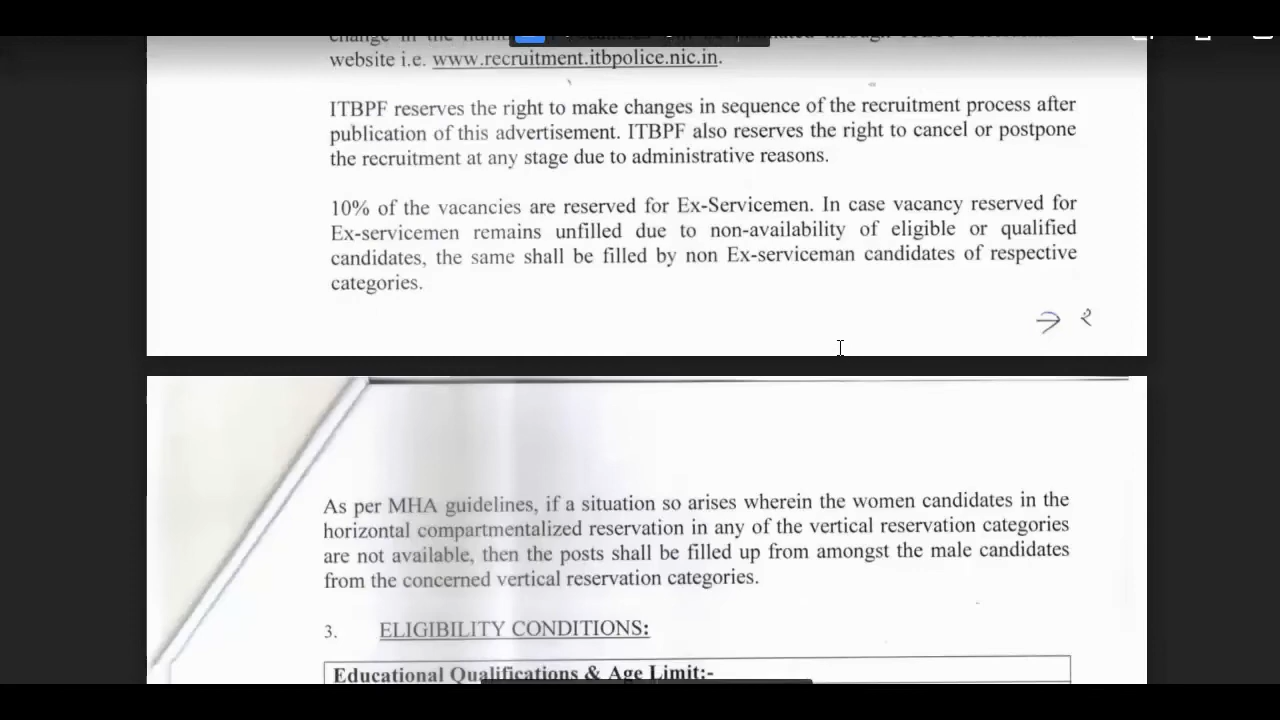 website i.e. www.recruitment.itbpolice.nic.in.
ITBPF reserves the right to make changes in sequence of the recruitment process after
publication of this advertisement. ITBPF also reserves the right to cancel or postpone
the recruitment at any stage due to administrative reasons.
10% of the vacancies are reserved for Ex-Servicemen. In case vacancy reserved for
Ex-servicemen remains unfilled due to non-availability of eligible or qualified
candidates, the same shall be filled by non Ex-serviceman candidates of respective
categories.
→ २
As per MHA guidelines, if a situation so arises wherein the women candidates in the
horizontal compartmentalized reservation in any of the vertical reservation categories
are not available, then the posts shall be filled up from amongst the male candidates
from the concerned vertical reservation categories.
3. ELIGIBILITY CONDITIONS:
Educational Qualifications & Age Limit:-